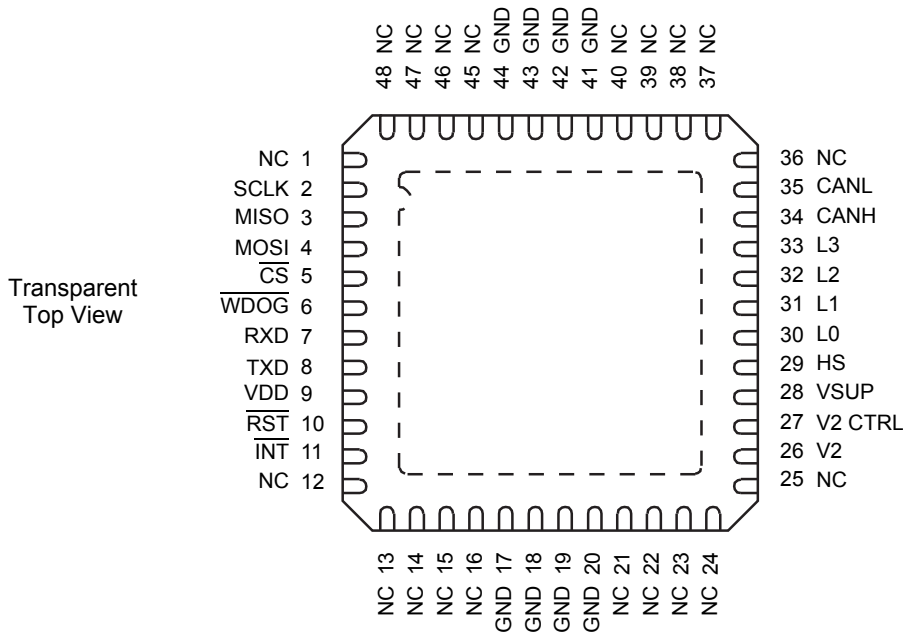 48 NC
47 NC
46 NC
45 NC
44 GND
43 GND
42 GND
41 GND
40 NC
39 NC
38 NC
37 NC
NC 1
SCLK 2
MISO 3
MOSI 4
C̅S̅ 5
W̅D̅O̅G̅ 6
RXD 7
TXD 8
VDD 9
R̅S̅T̅ 10
I̅N̅T̅ 11
NC 12
Transparent
Top View
36 NC
35 CANL
34 CANH
33 L3
32 L2
31 L1
30 L0
29 HS
28 VSUP
27 V2 CTRL
26 V2
25 NC
NC 13
NC 14
NC 15
NC 16
GND 17
GND 18
GND 19
GND 20
NC 21
NC 22
NC 23
NC 24